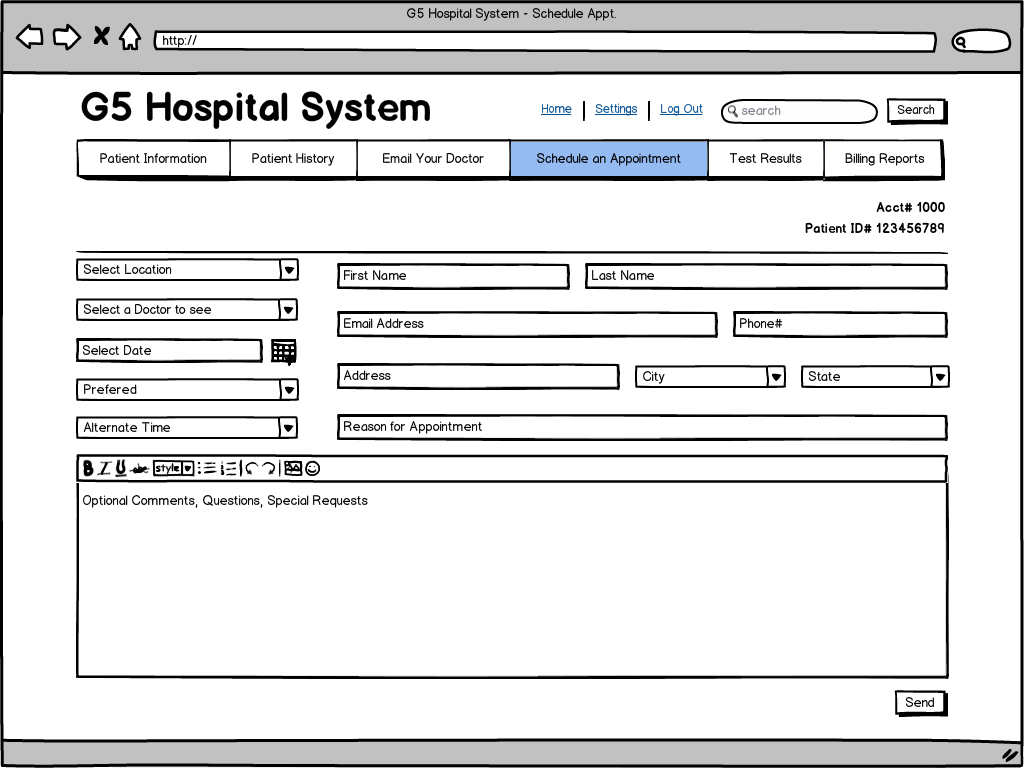 G5 Hospital System - Schedule Appt.
http://
G5 Hospital System
Home Settings Log Out search Search
Patient Information Patient History Email Your Doctor Schedule an Appointment Test Results Billing Reports
Acct# 1000
Patient ID# 123456789
Select Location
First Name Last Name
Select a Doctor to see
Email Address Phone#
Select Date
Address City State
Prefered
Alternate Time
Reason for Appointment
B I U abc style
Optional Comments, Questions, Special Requests
Send